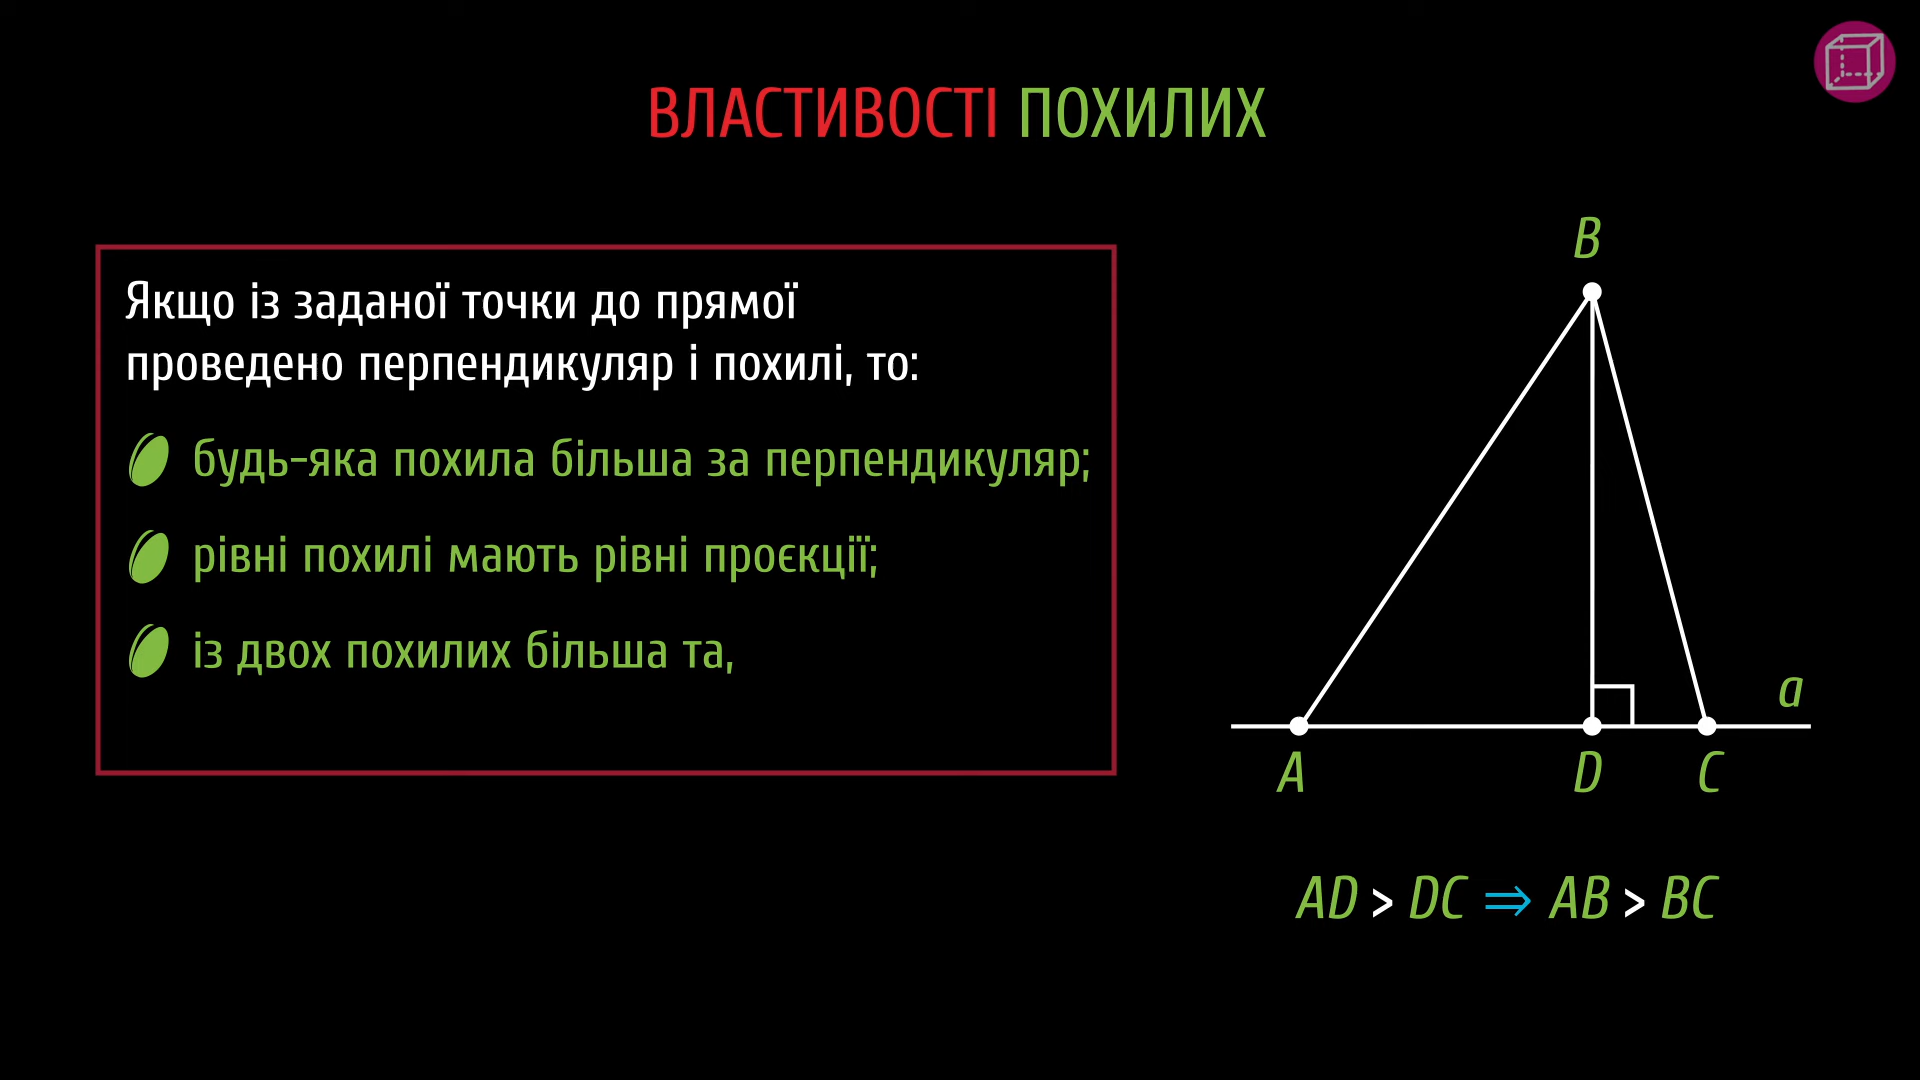 ВЛАСТИВОСТІ ПОХИЛИХ
Якщо із заданої точки до прямої
проведено перпендикуляр і похилі, то:
будь-яка похила більша за перпендикуляр;
рівні похилі мають рівні проєкції;
із двох похилих більша та,
B
a
A D C
AD > DC ⇒ AB > BC